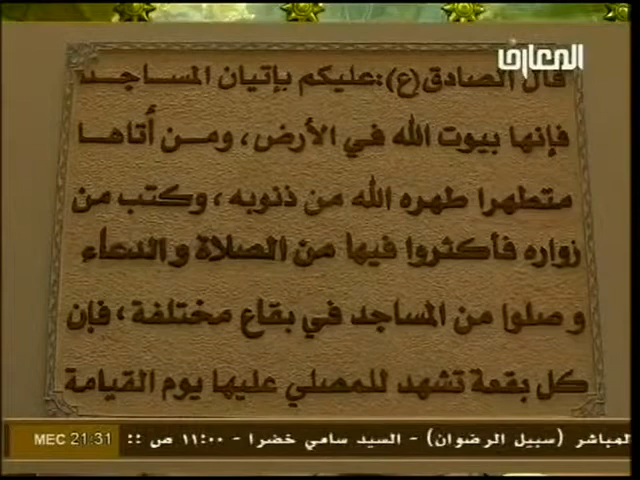 المعارف
قال الصادق(ع):عليكم بإتيان المساجد
فإنها بيوت الله في الأرض، ومن أتاها
متطهرا طهره الله من ذنوبه، وكتب من
زواره فأكثروا فيها من الصلاة و الدعاء
و صلوا من المساجد في بقاع مختلفة، فإن
كل بقعة تشهد للمصلي عليها يوم القيامة
المباشر (سبيل الرضوان) - السيد سامي خضرا - ١١:٠٠ ص ::
MEC 21:31